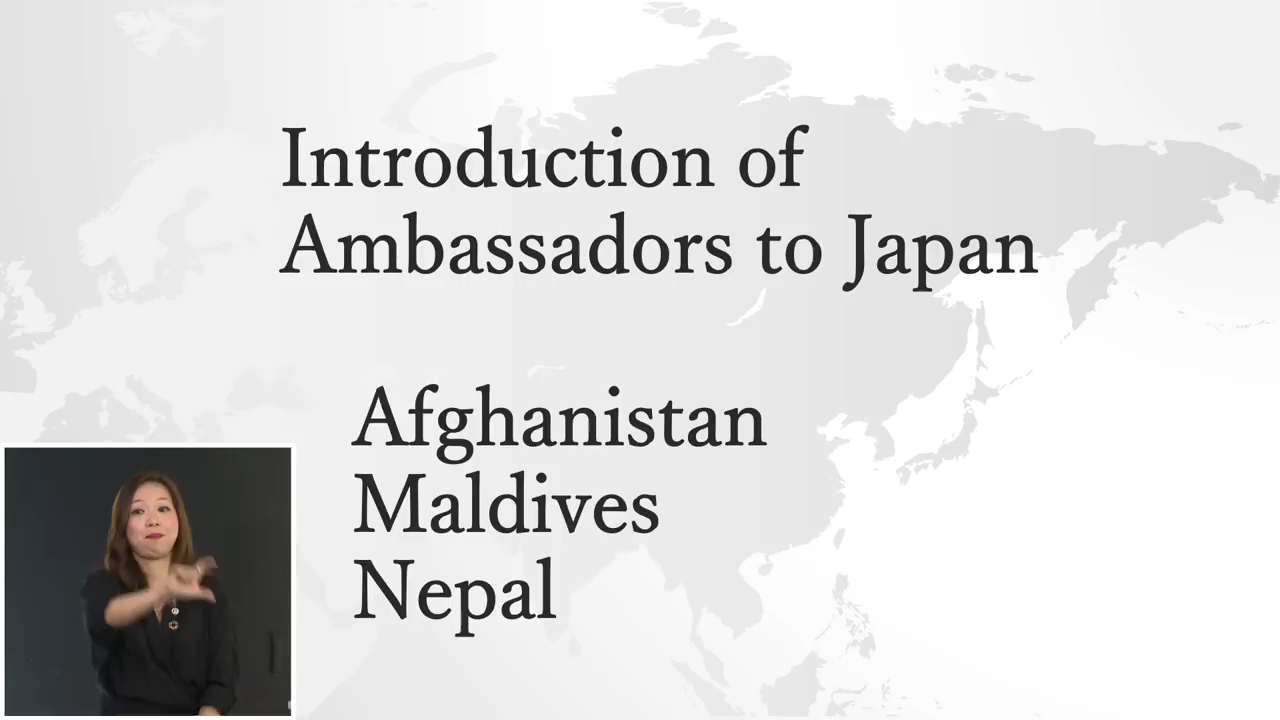 Introduction of
Ambassadors to Japan
Afghanistan
Maldives
Nepal